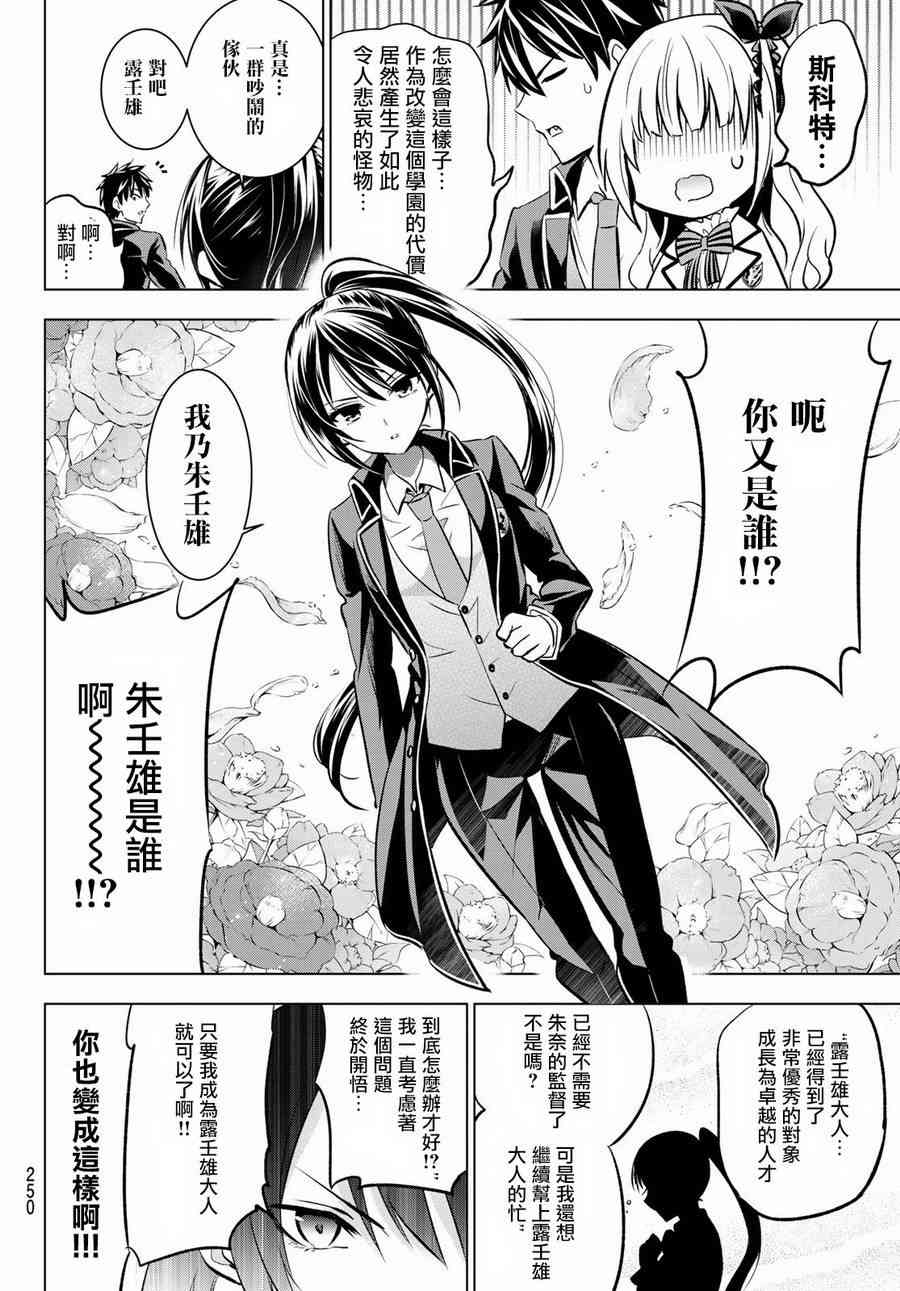 斯科特…
怎麼會這樣子…
作為改變這個學園的代價
居然產生了如此
令人悲哀的怪物…
真是…
一群吵鬧的
傢伙
對吧
露壬雄
啊…
對啊…
呃
你又是誰!!?
我乃朱壬雄
朱壬雄是誰
啊~~~~~!!?
…露壬雄大人…
已經得到了
非常優秀的對象
成長為卓越的人才
已經不需要
朱奈的監督了
不是嗎?
可是我還想
繼續幫上露壬雄
大人的忙…
到底怎麼辦才好!?
我一直考慮著
這個問題
終於開悟…
只要我成為露壬雄大人
就可以了啊!!
你也變成這樣啊!!!
250